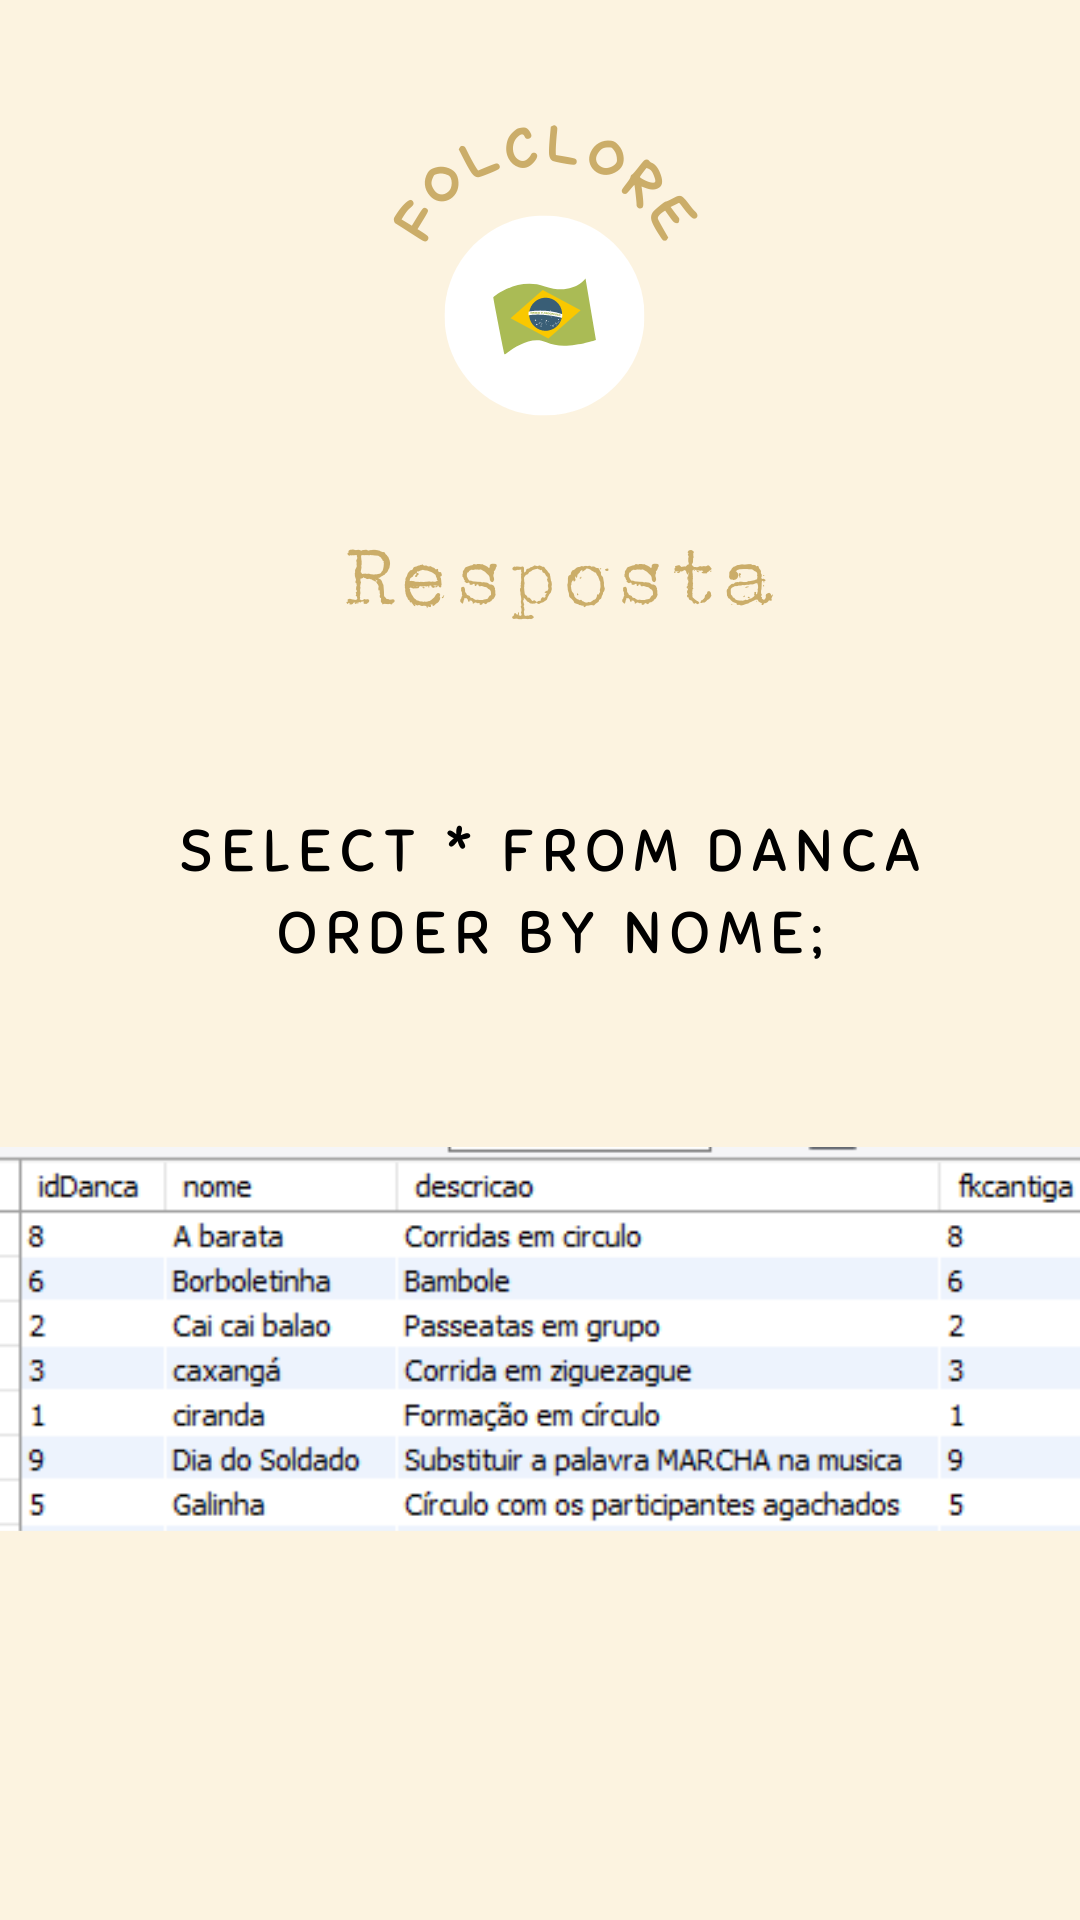 FOLCLORE
Resposta
SELECT * FROM DANCA
ORDER BY NOME;
idDanca nome descricao fkcantiga
8 A barata Corridas em circulo 8
6 Borboletinha Bambole 6
2 Cai cai balao Passeatas em grupo 2
3 caxangá Corrida em ziguezague 3
1 ciranda Formação em círculo 1
9 Dia do Soldado Substituir a palavra MARCHA na musica 9
5 Galinha Círculo com os participantes agachados 5